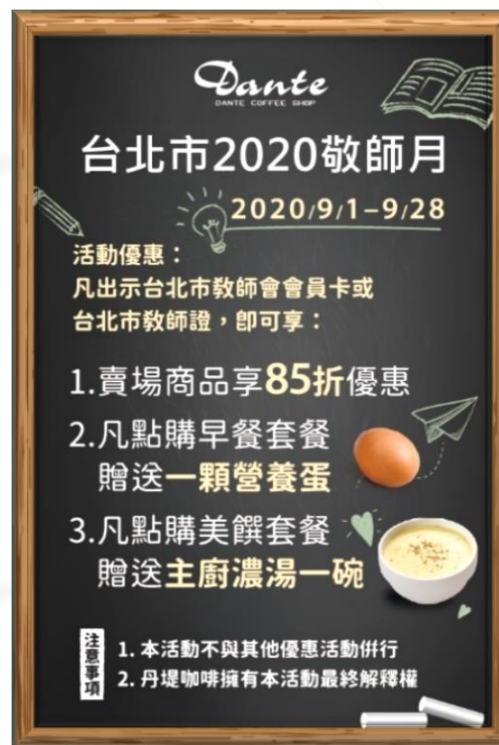 Dante
DANTE COFFEE SHOP
台北市2020敬師月
2020/9/1–9/28
活動優惠：
凡出示台北市教師會會員卡或
台北市教師證，即可享：
1.賣場商品享85折優惠
2.凡點購早餐套餐
贈送一顆營養蛋
3.凡點購美饌套餐
贈送主廚濃湯一碗
注意事項
1. 本活動不與其他優惠活動併行
2. 丹堤咖啡擁有本活動最終解釋權